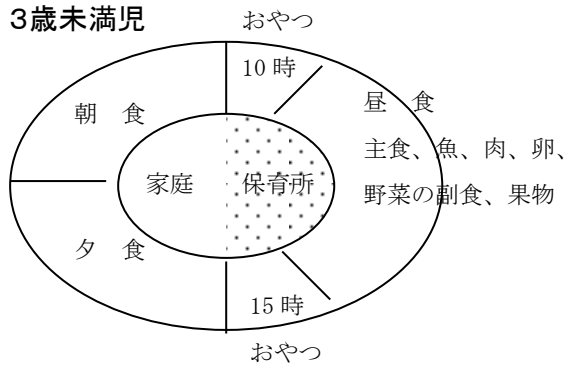 3歳未満児
おやつ
10時
朝　食
昼　食
主食、魚、肉、卵、
家庭
保育所
野菜の副食、果物
夕　食
15時
おやつ